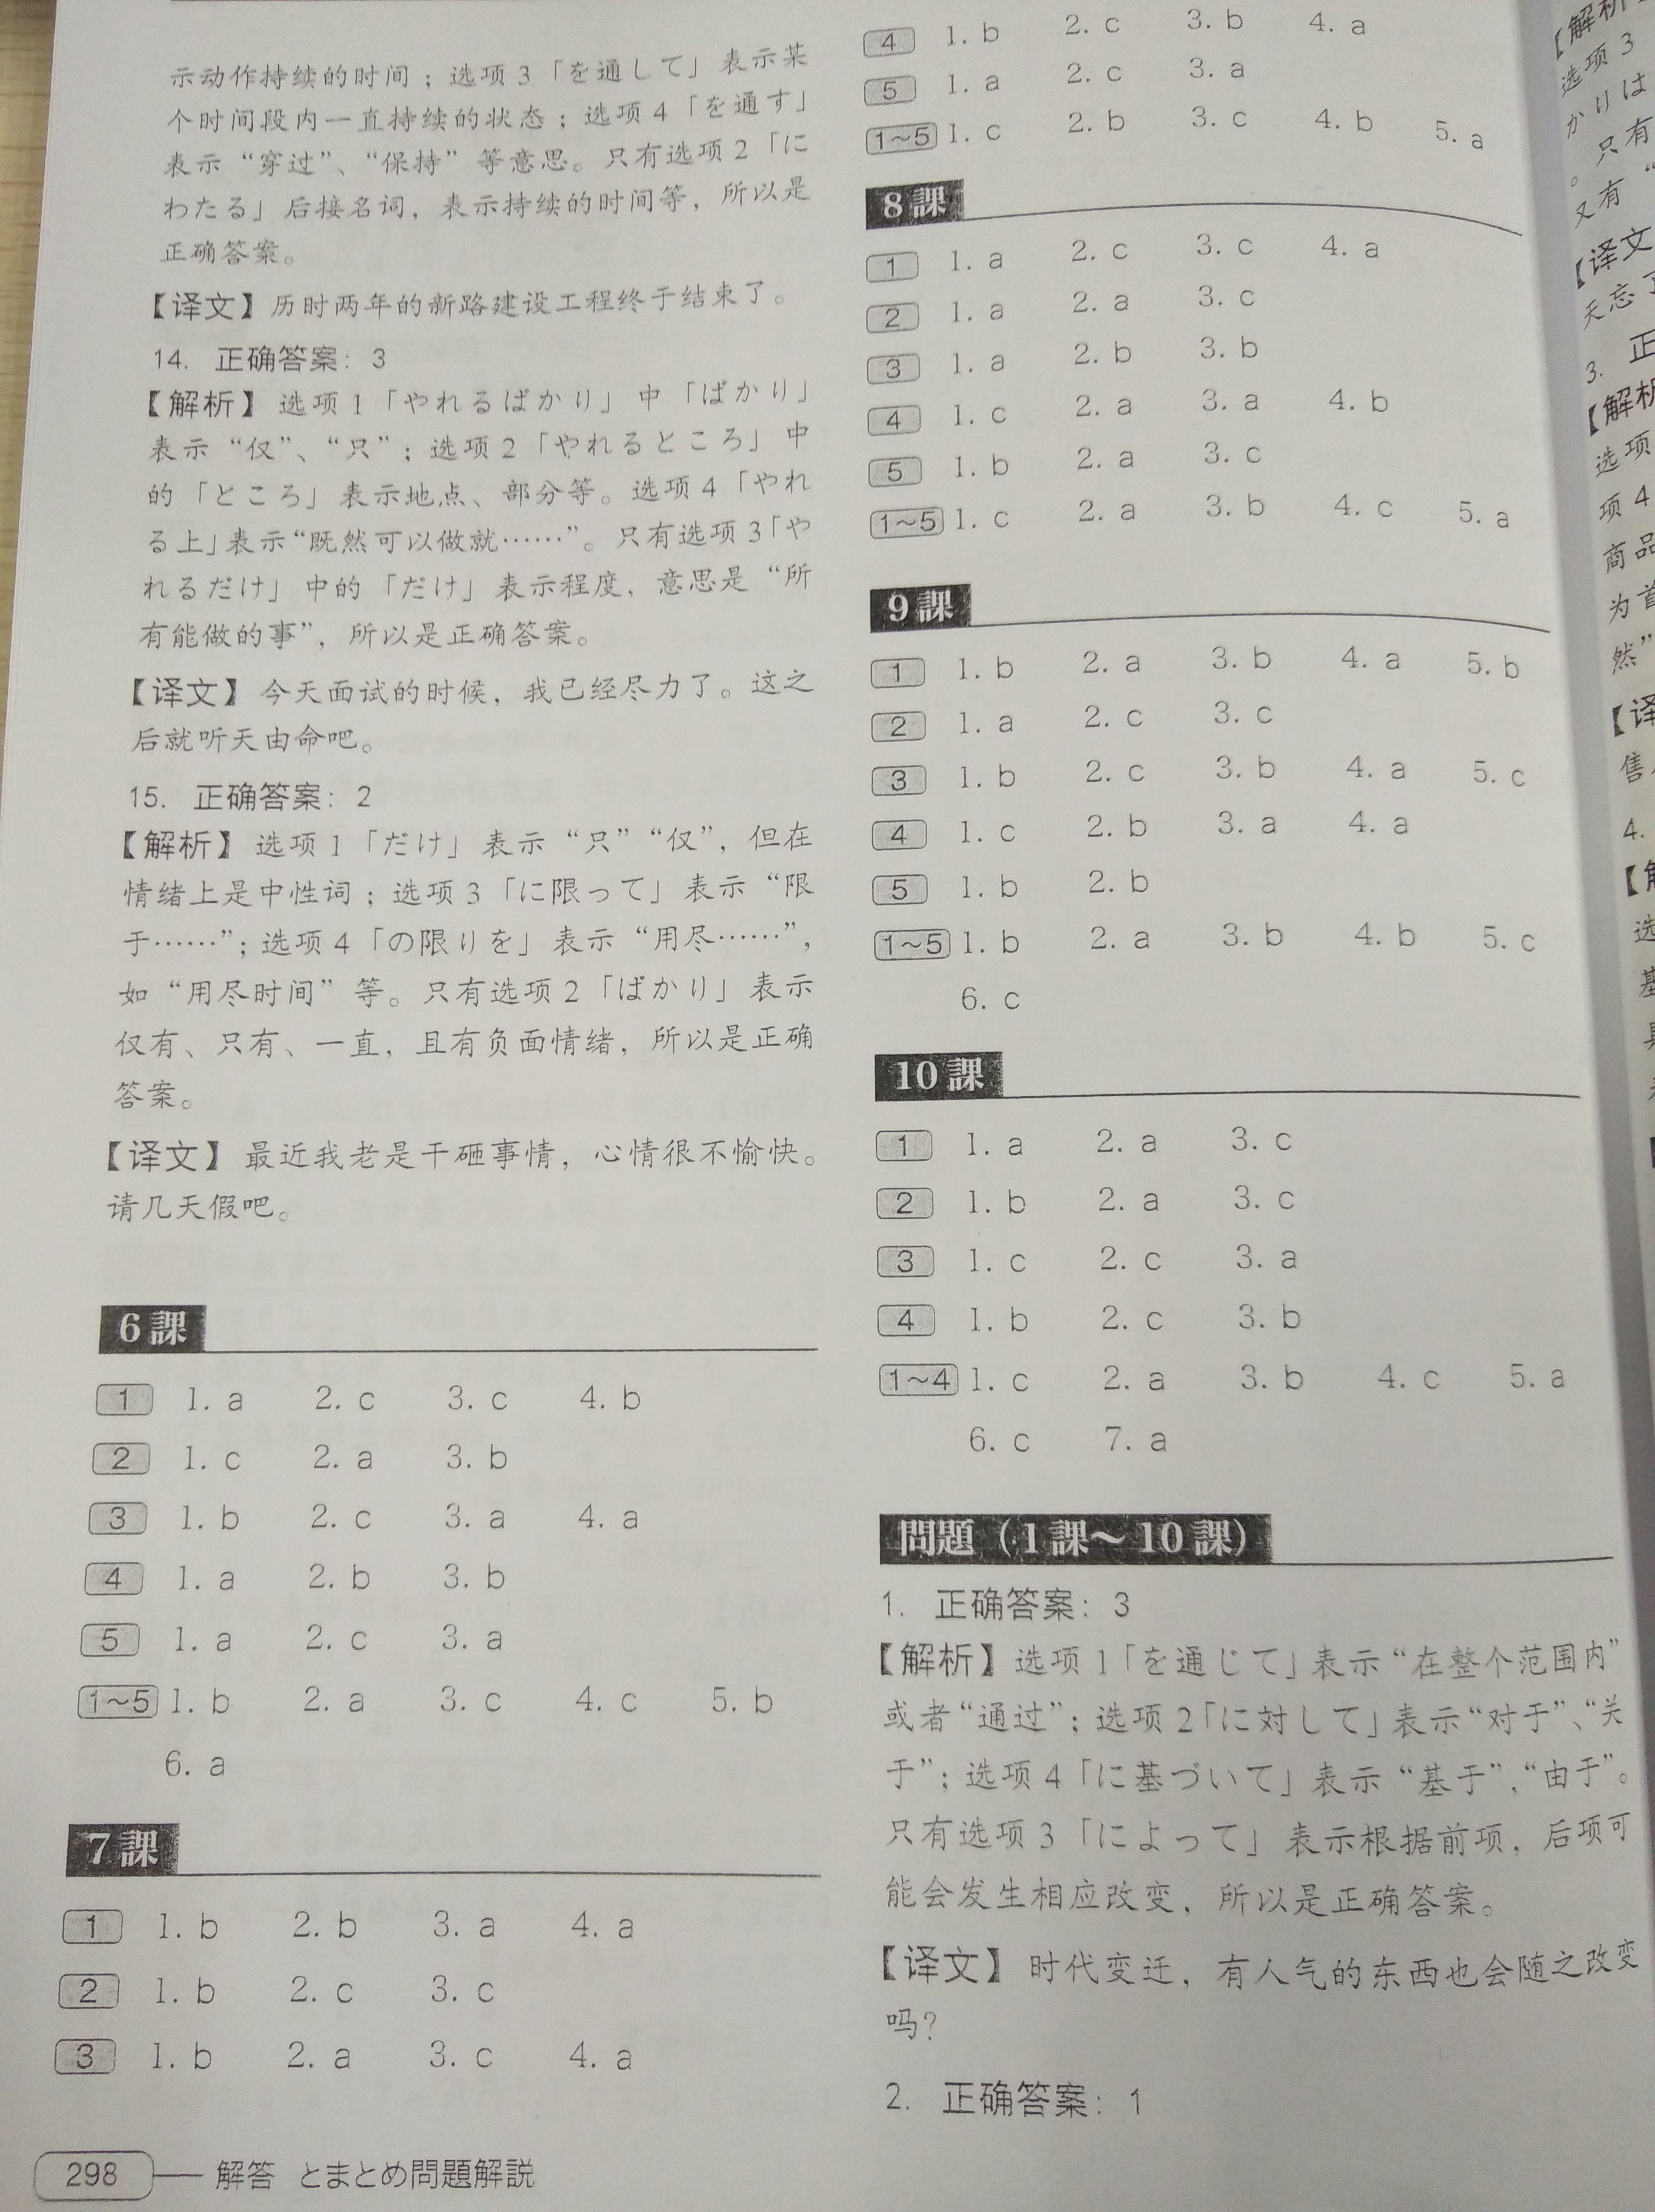 示动作持续的时间；选项3「を通して」表示某
个时间段内一直持续的状态；选项4「を通す」
表示“穿过”、“保持”等意思。只有选项2「に
わたる」后接名词，表示持续的时间等，所以是
正确答案。
【译文】历时两年的新路建设工程终于结束了。
14. 正确答案：3
【解析】选项1「やれるばかり」中「ばかり」
表示“仅”、“只”；选项2「やれるところ」中
的「ところ」表示地点、部分等。选项4「やれ
る上」表示“既然可以做就……”。只有选项3「や
れるだけ」中的「だけ」表示程度，意思是“所
有能做的事”，所以是正确答案。
【译文】今天面试的时候，我已经尽力了。这之
后就听天由命吧。
15. 正确答案：2
【解析】选项1「だけ」表示“只”“仅”，但在
情绪上是中性词；选项3「に限って」表示“限
于……”；选项4「の限りを」表示“用尽……”，
如“用尽时间”等。只有选项2「ばかり」表示
仅有、只有、一直，且有负面情绪，所以是正确
答案。
【译文】最近我老是干砸事情，心情很不愉快。
请几天假吧。
6課
1 1. a 2. c 3. c 4. b
2 1. c 2. a 3. b
3 1. b 2. c 3. a 4. a
4 1. a 2. b 3. b
5 1. a 2. c 3. a
1～5 1. b 2. a 3. c 4. c 5. b
6. a
7課
1 1. b 2. b 3. a 4. a
2 1. b 2. c 3. c
3 1. b 2. a 3. c 4. a
298 解答 とまとめ問題解説
4 1. b 2. c 3. b 4. a
5 1. a 2. c 3. a
1～5 1. c 2. b 3. c 4. b 5. a
8課
1 1. a 2. c 3. c 4. a
2 1. a 2. a 3. c
3 1. a 2. b 3. b
4 1. c 2. a 3. a 4. b
5 1. b 2. a 3. c
1～5 1. c 2. a 3. b 4. c 5. a
9課
1 1. b 2. a 3. b 4. a 5. b
2 1. a 2. c 3. c
3 1. b 2. c 3. b 4. a 5. c
4 1. c 2. b 3. a 4. a
5 1. b 2. b
1～5 1. b 2. a 3. b 4. b 5. c
6. c
10課
1 1. a 2. a 3. c
2 1. b 2. a 3. c
3 1. c 2. c 3. a
4 1. b 2. c 3. b
1～4 1. c 2. a 3. b 4. c 5. a
6. c 7. a
問題（1課～10課）
1. 正确答案：3
【解析】选项1「を通じて」表示“在整个范围内”
或者“通过”；选项2「に対して」表示“对于”、“关
于”；选项4「に基づいて」表示“基于”，“由于”。
只有选项3「によって」表示根据前项，后项可
能会发生相应改变，所以是正确答案。
【译文】时代变迁，有人气的东西也会随之改变
吗？
2. 正确答案：1
【解析】
选项3
かりは
。只有
又有“
【译文
天忘了
3. 正
【解析
选项
项4
商品
为首
然”
【译
售
4.
【解
选
基